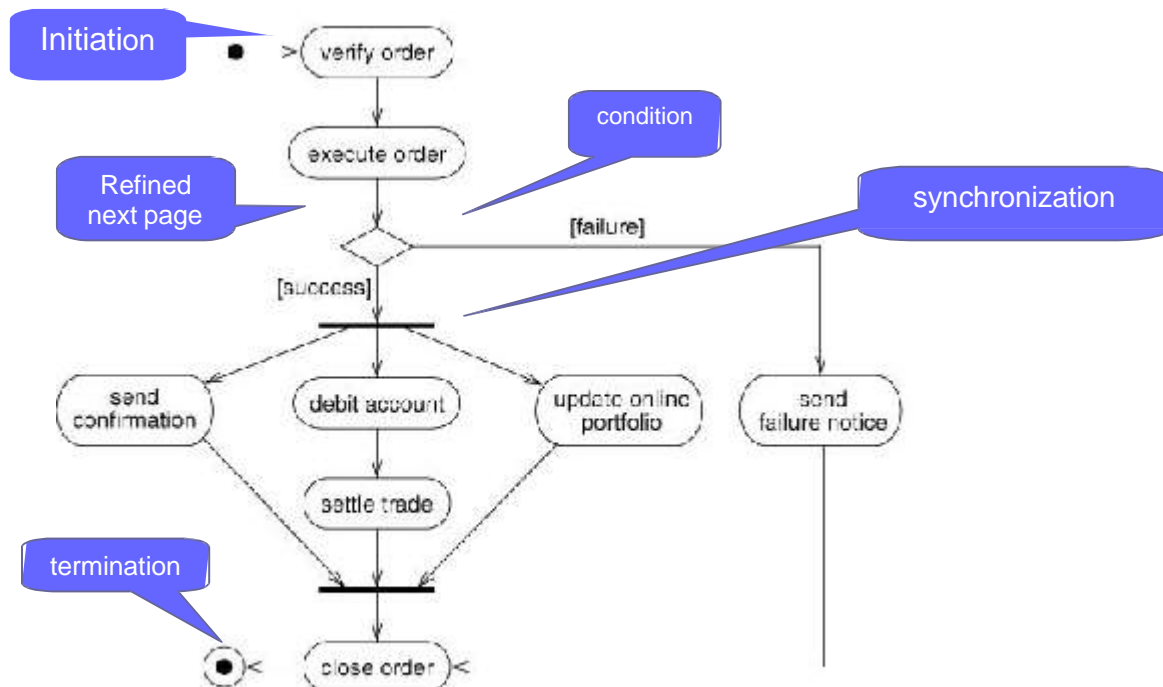 Initiation
verify order
condition
execute order
Refined
next page
synchronization
[failure]
[success]
send
confirmation
debit account
update online
portfolio
send
failure notice
settle trade
termination
close order